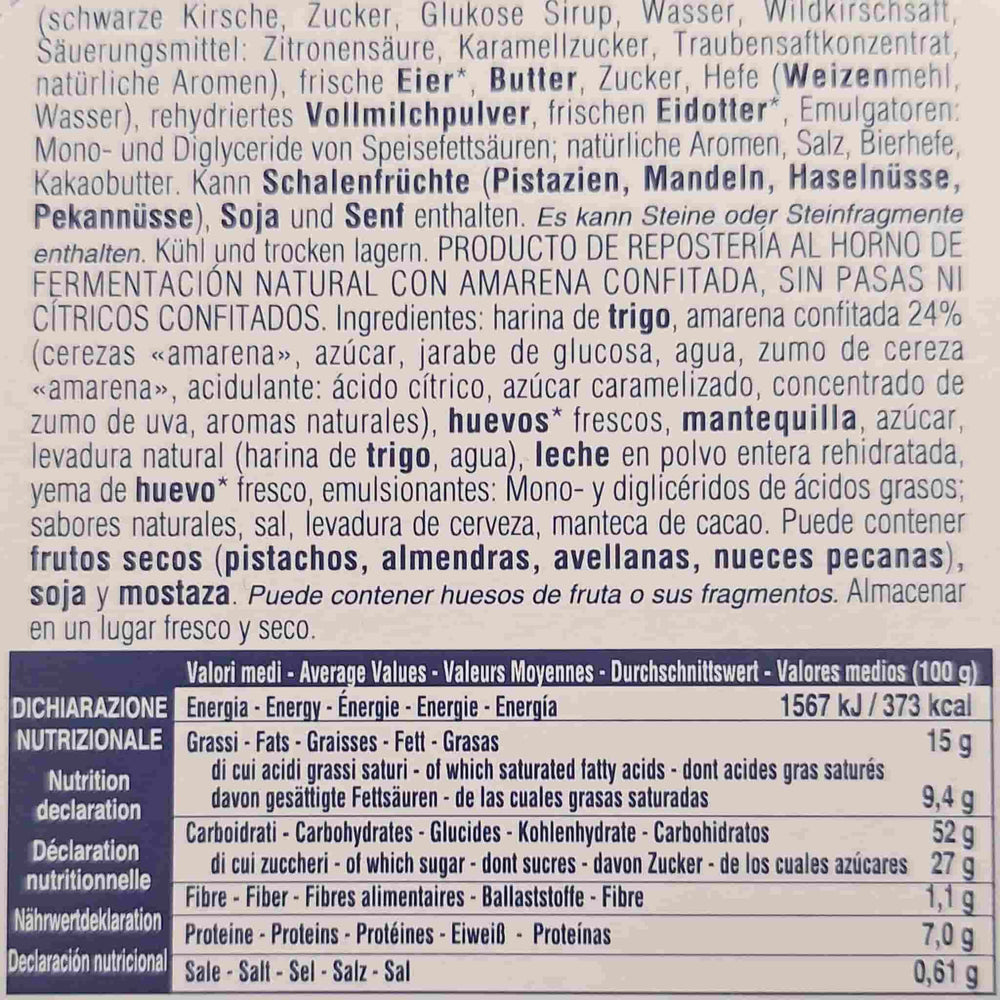 (schwarze Kirsche, Zucker, Glukose Sirup, Wasser, Wildkirschsaft,
Säuerungsmittel: Zitronensäure, Karamellzucker, Traubensaftkonzentrat,
natürliche Aromen), frische Eier*, Butter, Zucker, Hefe (Weizenmehl,
Wasser), rehydriertes Vollmilchpulver, frischen Eidotter*, Emulgatoren:
Mono- und Diglyceride von Speisefettsäuren; natürliche Aromen, Salz, Bierhefe,
Kakaobutter. Kann Schalenfrüchte (Pistazien, Mandeln, Haselnüsse,
Pekannüsse), Soja und Senf enthalten. Es kann Steine oder Steinfragmente
enthalten. Kühl und trocken lagern. PRODUCTO DE REPOSTERÍA AL HORNO DE
FERMENTACIÓN NATURAL CON AMARENA CONFITADA, SIN PASAS NI
CÍTRICOS CONFITADOS. Ingredientes: harina de trigo, amarena confitada 24%
(cerezas «amarena», azúcar, jarabe de glucosa, agua, zumo de cereza
«amarena», acidulante: ácido cítrico, azúcar caramelizado, concentrado de
zumo de uva, aromas naturales), huevos* frescos, mantequilla, azúcar,
levadura natural (harina de trigo, agua), leche en polvo entera rehidratada,
yema de huevo* fresco, emulsionantes: Mono- y diglicéridos de ácidos grasos;
sabores naturales, sal, levadura de cerveza, manteca de cacao. Puede contener
frutos secos (pistachos, almendras, avellanas, nueces pecanas),
soja y mostaza. Puede contener huesos de fruta o sus fragmentos. Almacenar
en un lugar fresco y seco.
Valori medi - Average Values - Valeurs Moyennes - Durchschnittswert - Valores medios (100 g)
DICHIARAZIONE
NUTRIZIONALE
Nutrition
declaration
Déclaration
nutritionnelle
Nährwertdeklaration
Declaración nutricional
Energia - Energy - Énergie - Energie - Energía 1567 kJ / 373 kcal
Grassi - Fats - Graisses - Fett - Grasas 15 g
di cui acidi grassi saturi - of which saturated fatty acids - dont acides gras saturés
davon gesättigte Fettsäuren - de las cuales grasas saturadas 9,4 g
Carboidrati - Carbohydrates - Glucides - Kohlenhydrate - Carbohidratos 52 g
di cui zuccheri - of which sugar - dont sucres - davon Zucker - de los cuales azúcares 27 g
Fibre - Fiber - Fibres alimentaires - Ballaststoffe - Fibre 1,1 g
Proteine - Proteins - Protéines - Eiweiß - Proteínas 7,0 g
Sale - Salt - Sel - Salz - Sal 0,61 g